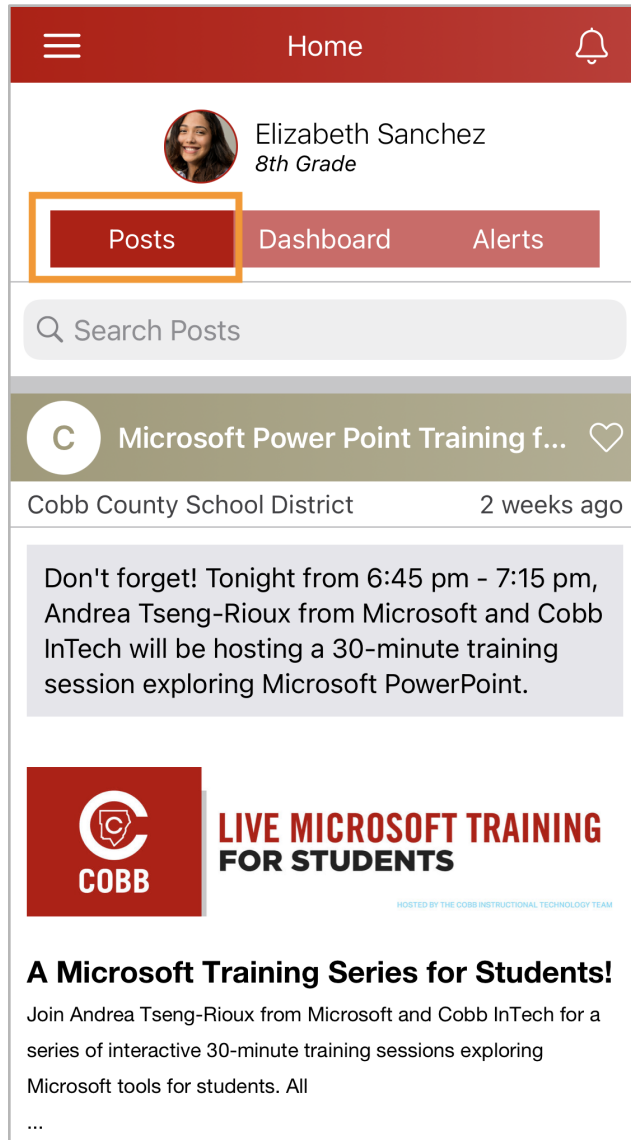 Home
Elizabeth Sanchez
8th Grade
Posts Dashboard Alerts
Search Posts
C Microsoft Power Point Training f...
Cobb County School District 2 weeks ago
Don't forget! Tonight from 6:45 pm - 7:15 pm,
Andrea Tseng-Rioux from Microsoft and Cobb
InTech will be hosting a 30-minute training
session exploring Microsoft PowerPoint.
C
COBB
LIVE MICROSOFT TRAINING
FOR STUDENTS
HOSTED BY THE COBB INSTRUCTIONAL TECHNOLOGY TEAM
A Microsoft Training Series for Students!
Join Andrea Tseng-Rioux from Microsoft and Cobb InTech for a
series of interactive 30-minute training sessions exploring
Microsoft tools for students. All
...